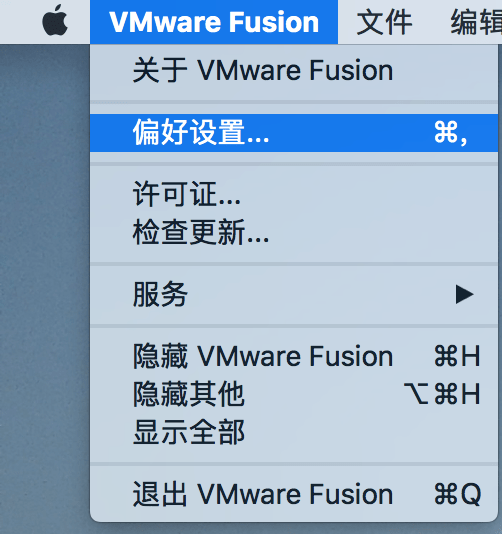 VMware Fusion 文件 编辑
关于 VMware Fusion
偏好设置... ⌘,
许可证...
检查更新...
服务 ▶
隐藏 VMware Fusion ⌘H
隐藏其他 ⌥⌘H
显示全部
退出 VMware Fusion ⌘Q